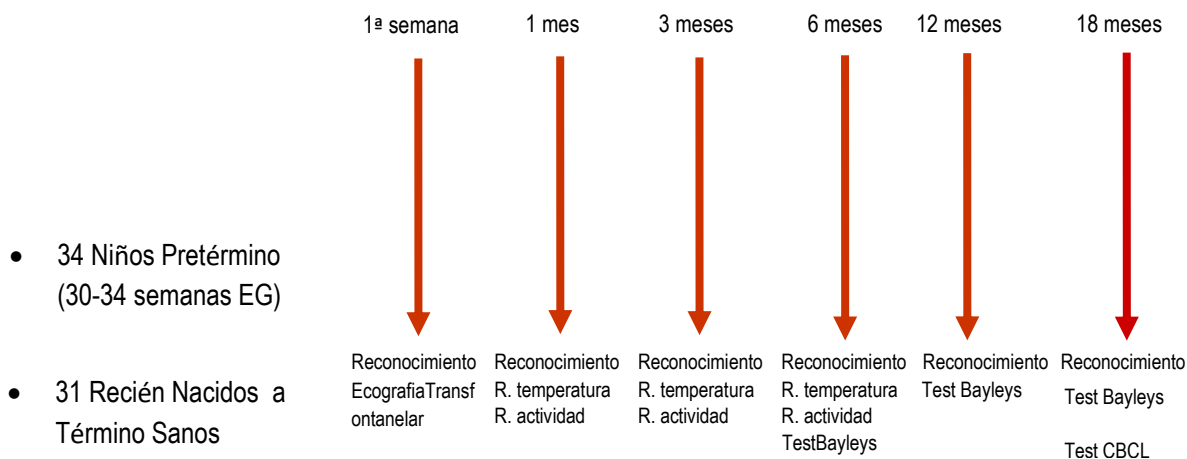 1ª semana
1 mes
3 meses
6 meses
12 meses
18 meses
• 34 Niños Pretérmino
(30-34 semanas EG)
• 31 Recién Nacidos a
Término Sanos
Reconocimiento
EcografiaTransf
ontanelar
Reconocimiento
R. temperatura
R. actividad
Reconocimiento
R. temperatura
R. actividad
Reconocimiento
R. temperatura
R. actividad
TestBayleys
Reconocimiento
Test Bayleys
Reconocimiento
Test Bayleys
Test CBCL